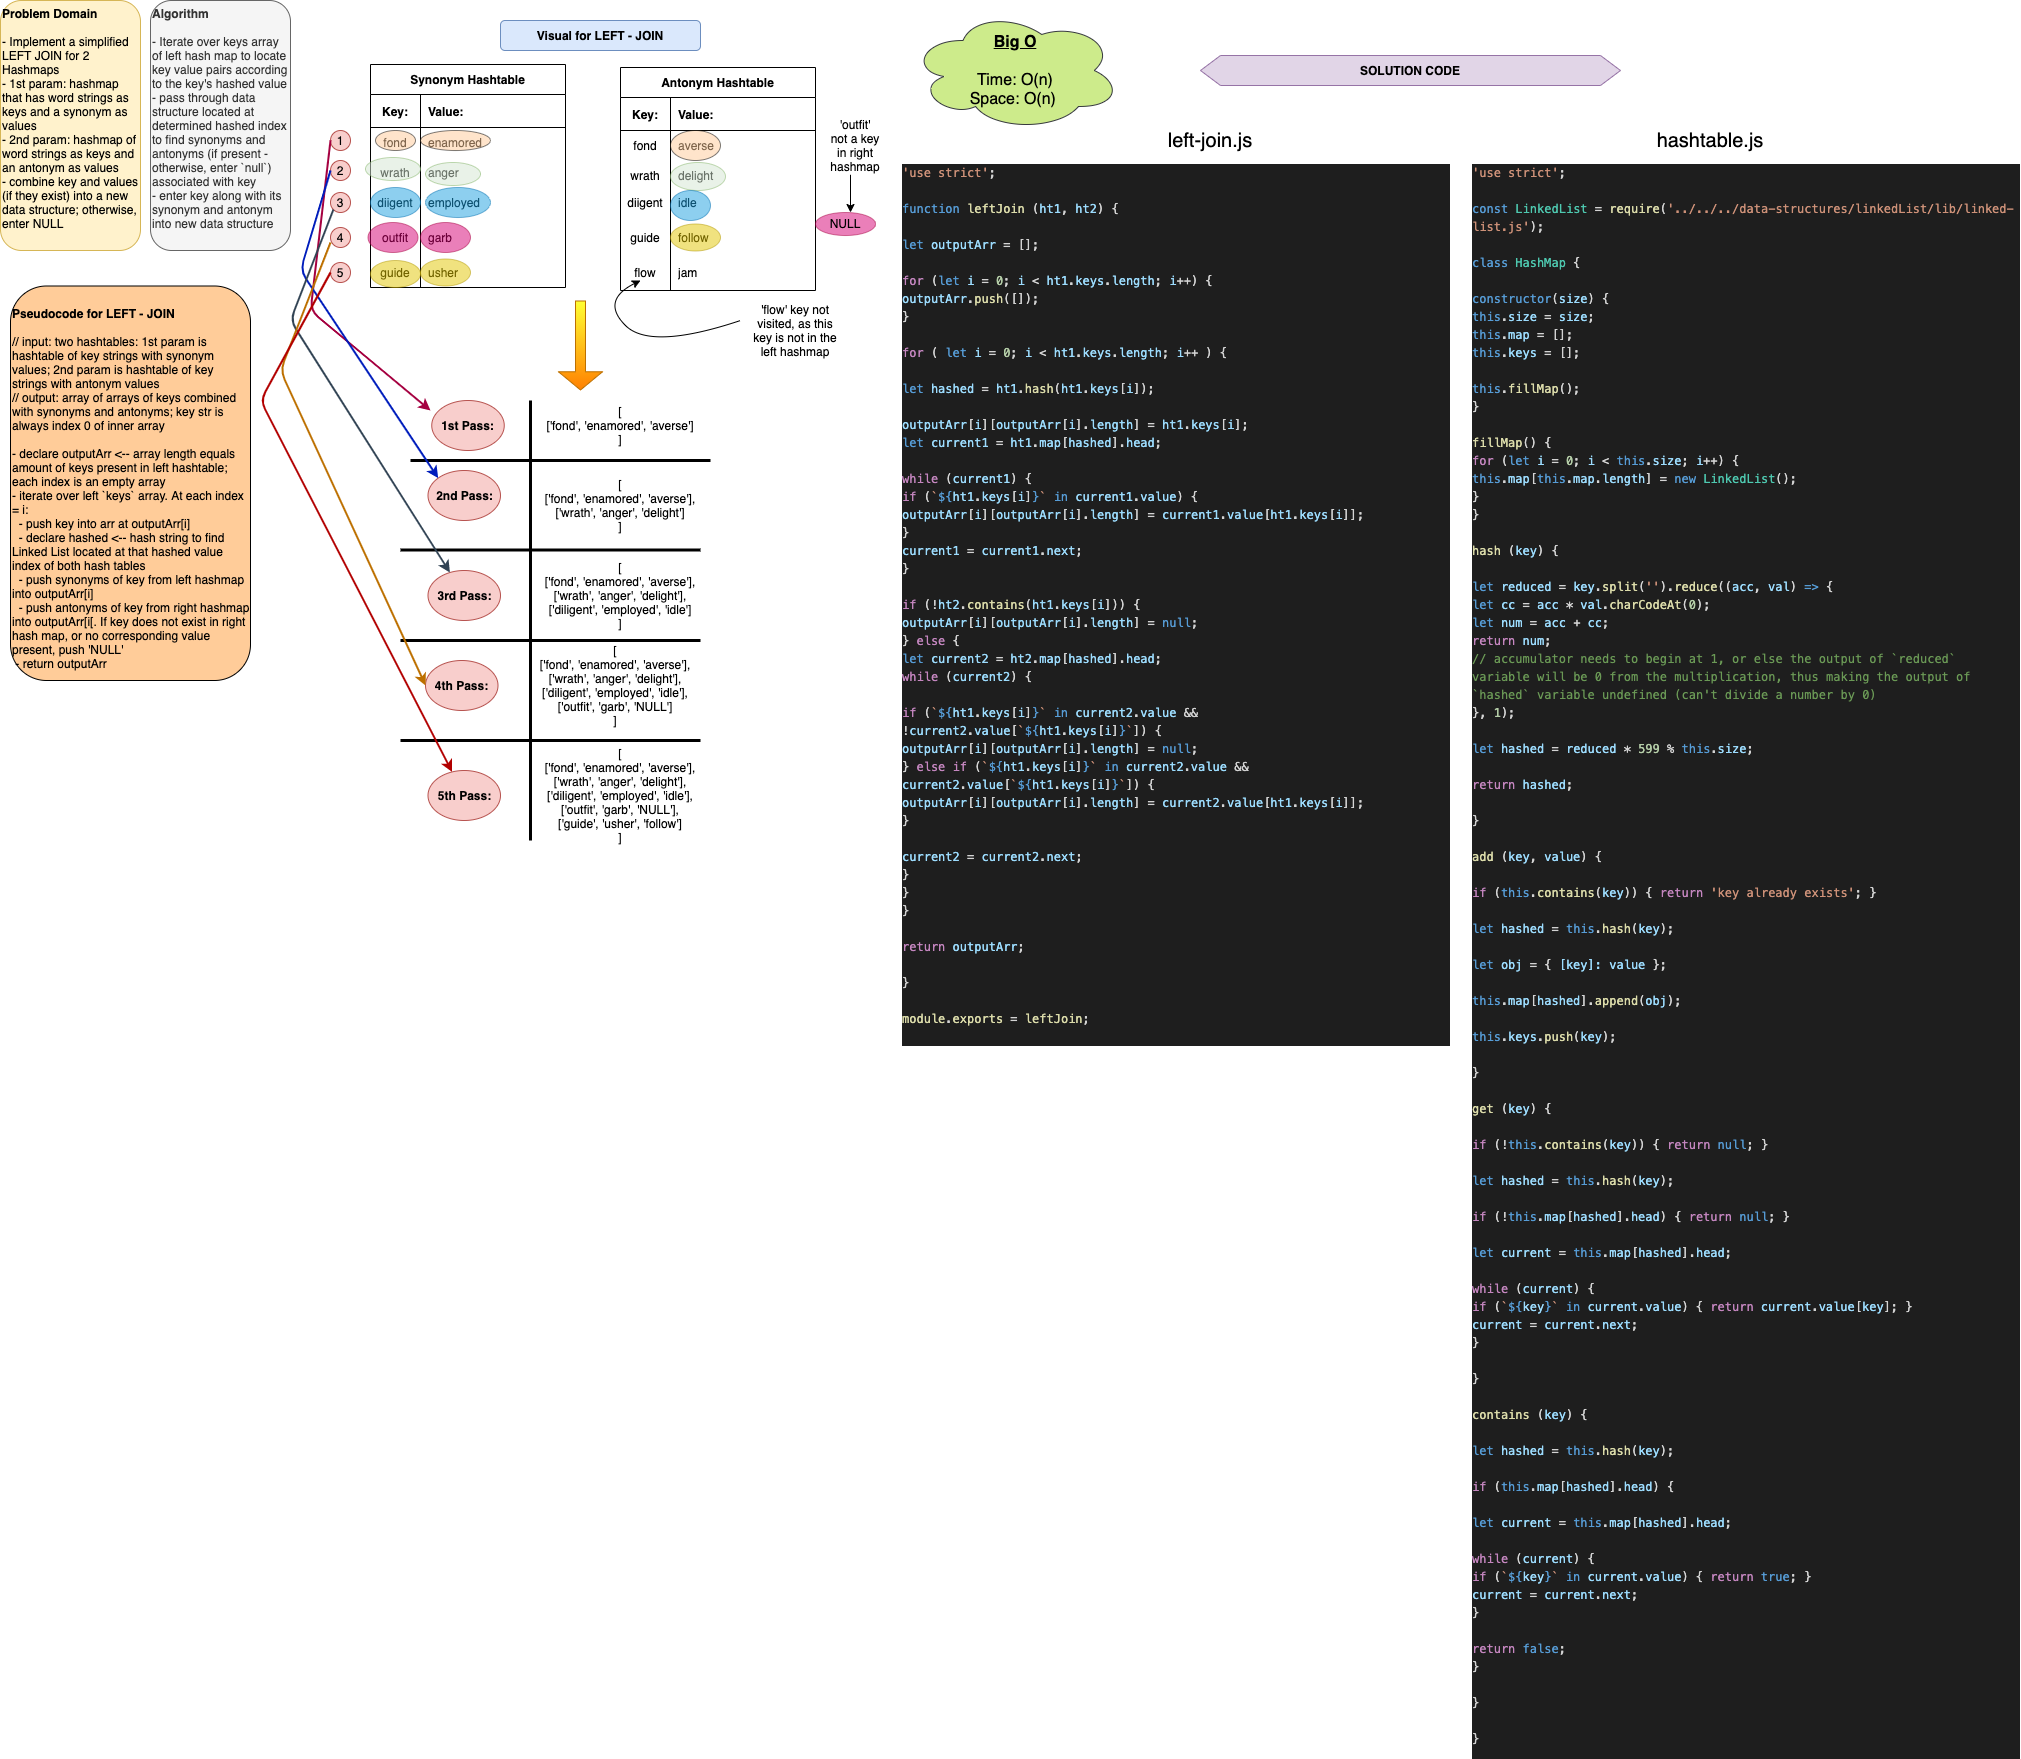 Problem Domain
- Implement a simplified
LEFT JOIN for 2
Hashmaps
- 1st param: hashmap
that has word strings as
keys and a synonym as
values
- 2nd param: hashmap of
word strings as keys and
an antonym as values
- combine key and values
(if they exist) into a new
data structure; otherwise,
enter NULL
Algorithm
- Iterate over keys array
of left hash map to locate
key value pairs according
to the key's hashed value
- pass through data
structure located at
determined hashed index
to find synonyms and
antonyms (if present -
otherwise, enter `null`)
associated with key
- enter key along with its
synonym and antonym
into new data structure
Pseudocode for LEFT - JOIN
// input: two hashtables: 1st param is
hashtable of key strings with synonym
values; 2nd param is hashtable of key
strings with antonym values
// output: array of arrays of keys combined
with synonyms and antonyms; key str is
always index 0 of inner array
- declare outputArr <-- array length equals
amount of keys present in left hashtable;
each index is an empty array
- iterate over left `keys` array. At each index
= i:
- push key into arr at outputArr[i]
- declare hashed <-- hash string to find
Linked List located at that hashed value
index of both hash tables
- push synonyms of key from left hashmap
into outputArr[i]
- push antonyms of key from right hashmap
into outputArr[i[. If key does not exist in right
hash map, or no corresponding value
present, push 'NULL'
- return outputArr
Visual for LEFT - JOIN
Synonym Hashtable
Key: Value:
1 fond enamored
2 wrath anger
3 diigent employed
4 outfit garb
5 guide usher
Antonym Hashtable
Key: Value:
fond averse
wrath delight
diigent idle
guide follow
flow jam
'outfit'
not a key
in right
hashmap
NULL
'flow' key not
visited, as this
key is not in the
left hashmap
1st Pass:
[
['fond', 'enamored', 'averse']
]
2nd Pass:
[
['fond', 'enamored', 'averse'],
['wrath', 'anger', 'delight']
]
3rd Pass:
[
['fond', 'enamored', 'averse'],
['wrath', 'anger', 'delight'],
['diligent', 'employed', 'idle']
]
4th Pass:
[
['fond', 'enamored', 'averse'],
['wrath', 'anger', 'delight'],
['diligent', 'employed', 'idle'],
['outfit', 'garb', 'NULL']
]
5th Pass:
[
['fond', 'enamored', 'averse'],
['wrath', 'anger', 'delight'],
['diligent', 'employed', 'idle'],
['outfit', 'garb', 'NULL'],
['guide', 'usher', 'follow']
]
Big O
Time: O(n)
Space: O(n)
SOLUTION CODE
left-join.js
'use strict';
function leftJoin (ht1, ht2) {
let outputArr = [];
for (let i = 0; i < ht1.keys.length; i++) {
outputArr.push([]);
}
for ( let i = 0; i < ht1.keys.length; i++ ) {
let hashed = ht1.hash(ht1.keys[i]);
outputArr[i][outputArr[i].length] = ht1.keys[i];
let current1 = ht1.map[hashed].head;
while (current1) {
if (`${ht1.keys[i]}` in current1.value) {
outputArr[i][outputArr[i].length] = current1.value[ht1.keys[i]];
}
current1 = current1.next;
}
if (!ht2.contains(ht1.keys[i])) {
outputArr[i][outputArr[i].length] = null;
} else {
let current2 = ht2.map[hashed].head;
while (current2) {
if (`${ht1.keys[i]}` in current2.value &&
!current2.value[`${ht1.keys[i]}`]) {
outputArr[i][outputArr[i].length] = null;
} else if (`${ht1.keys[i]}` in current2.value &&
current2.value[`${ht1.keys[i]}`]) {
outputArr[i][outputArr[i].length] = current2.value[ht1.keys[i]];
}
current2 = current2.next;
}
}
}
return outputArr;
}
module.exports = leftJoin;
hashtable.js
'use strict';
const LinkedList = require('../../../data-structures/linkedList/lib/linked-
list.js');
class HashMap {
constructor(size) {
this.size = size;
this.map = [];
this.keys = [];
this.fillMap();
}
fillMap() {
for (let i = 0; i < this.size; i++) {
this.map[this.map.length] = new LinkedList();
}
}
hash (key) {
let reduced = key.split('').reduce((acc, val) => {
let cc = acc * val.charCodeAt(0);
let num = acc + cc;
return num;
// accumulator needs to begin at 1, or else the output of `reduced`
variable will be 0 from the multiplication, thus making the output of
`hashed` variable undefined (can't divide a number by 0)
}, 1);
let hashed = reduced * 599 % this.size;
return hashed;
}
add (key, value) {
if (this.contains(key)) { return 'key already exists'; }
let hashed = this.hash(key);
let obj = { [key]: value };
this.map[hashed].append(obj);
this.keys.push(key);
}
get (key) {
if (!this.contains(key)) { return null; }
let hashed = this.hash(key);
if (!this.map[hashed].head) { return null; }
let current = this.map[hashed].head;
while (current) {
if (`${key}` in current.value) { return current.value[key]; }
current = current.next;
}
}
contains (key) {
let hashed = this.hash(key);
if (this.map[hashed].head) {
let current = this.map[hashed].head;
while (current) {
if (`${key}` in current.value) { return true; }
current = current.next;
}
return false;
}
}
}